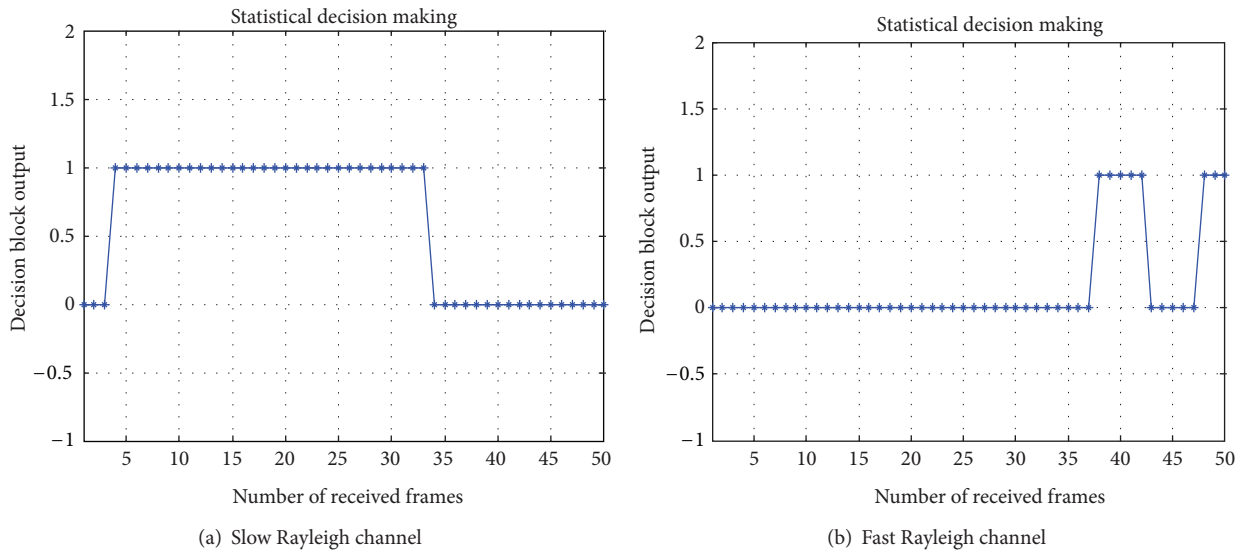 Statistical decision making
2
1.5
1
0.5
0
−0.5
−1
Decision block output
5 10 15 20 25 30 35 40 45 50
Number of received frames
(a) Slow Rayleigh channel
Statistical decision making
2
1.5
1
0.5
0
−0.5
−1
Decision block output
5 10 15 20 25 30 35 40 45 50
Number of received frames
(b) Fast Rayleigh channel